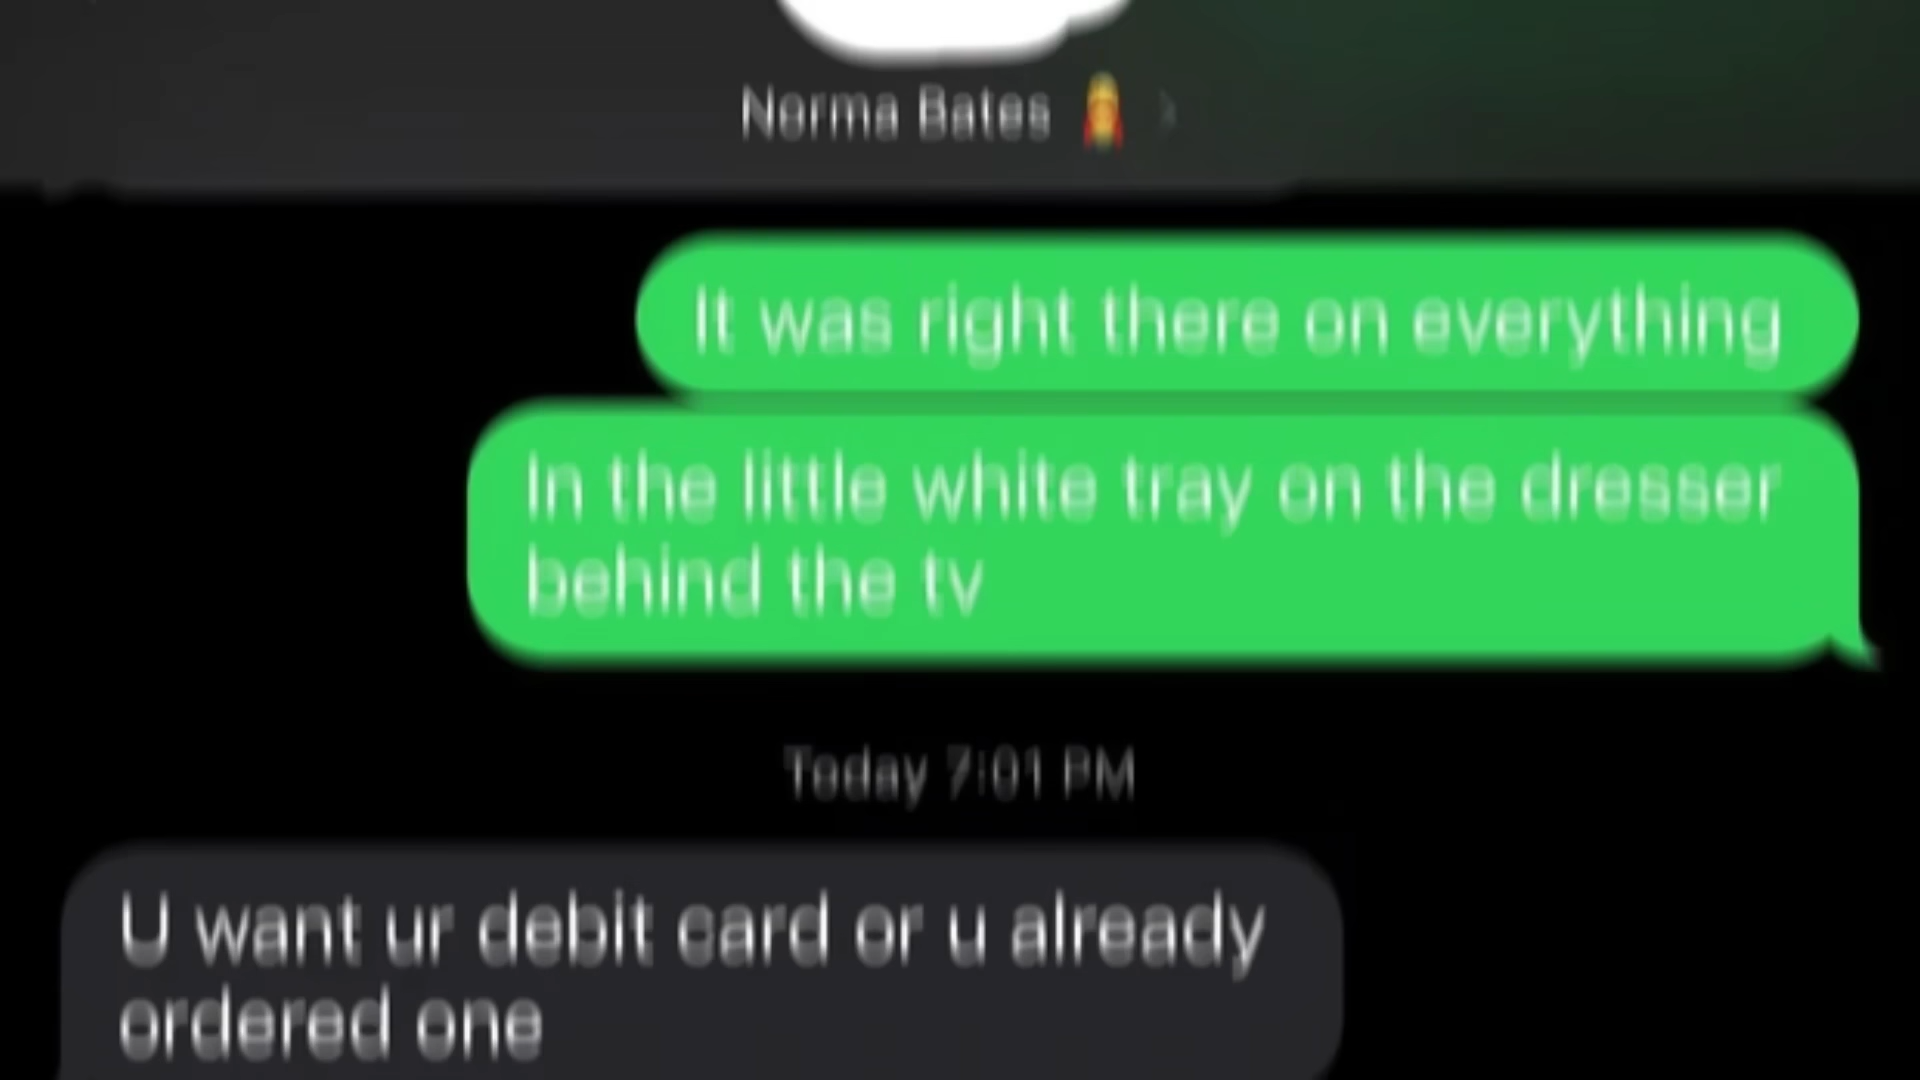 Norma Bates
It was right there on everything
In the little white tray on the dresser
behind the tv
Today 7:01 PM
U want ur debit card or u already
ordered one